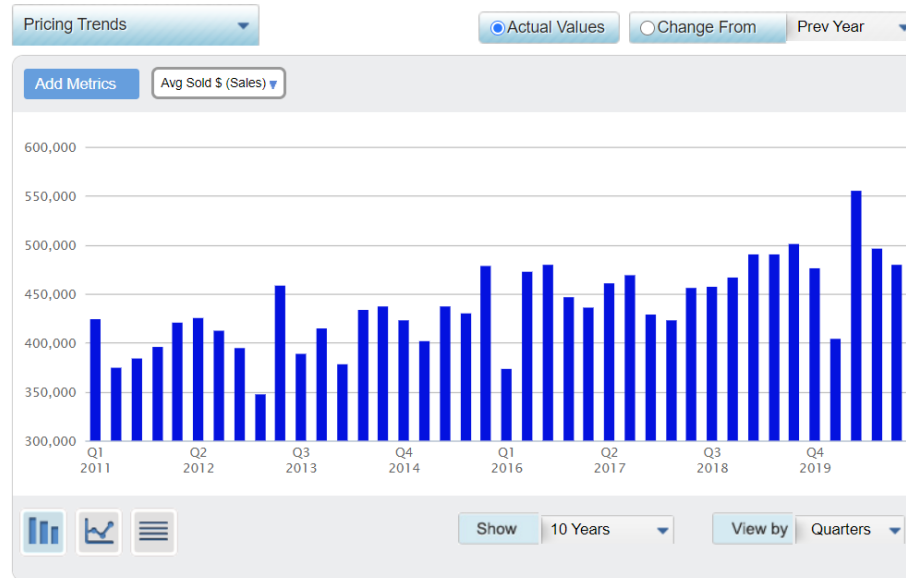 Pricing Trends
Actual Values
Change From
Prev Year
Add Metrics
Avg Sold $ (Sales)
600,000
550,000
500,000
450,000
400,000
350,000
300,000
Q1 Q2 Q3 Q4 Q1 Q2 Q3 Q4
2011 2012 2013 2014 2016 2017 2018 2019
Show
10 Years
View by
Quarters